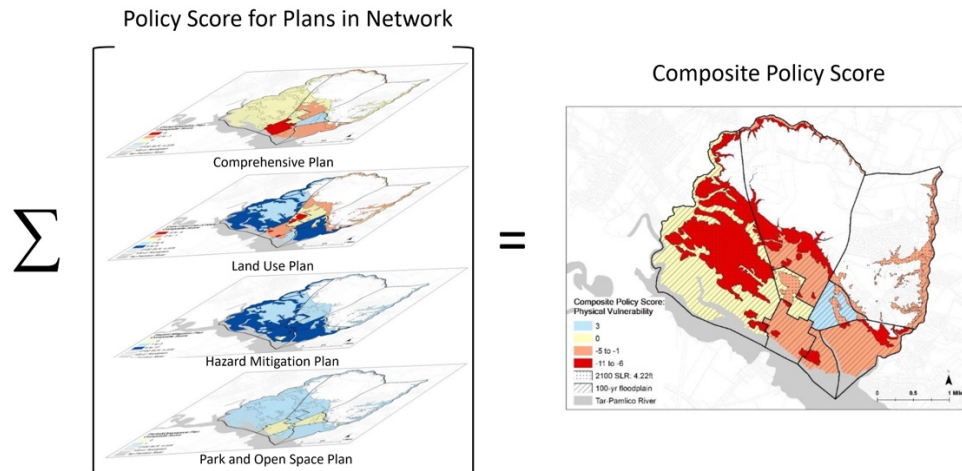 Policy Score for Plans in Network
Comprehensive Plan
Land Use Plan
Hazard Mitigation Plan
Park and Open Space Plan
∑
=
Composite Policy Score
Composite Policy Score:
Physical Vulnerability
3
0
-5 to -1
-11 to -6
2100 SLR: 4.22ft
100-yr floodplain
Tar-Pamlico River
0 0.5 1 Mile